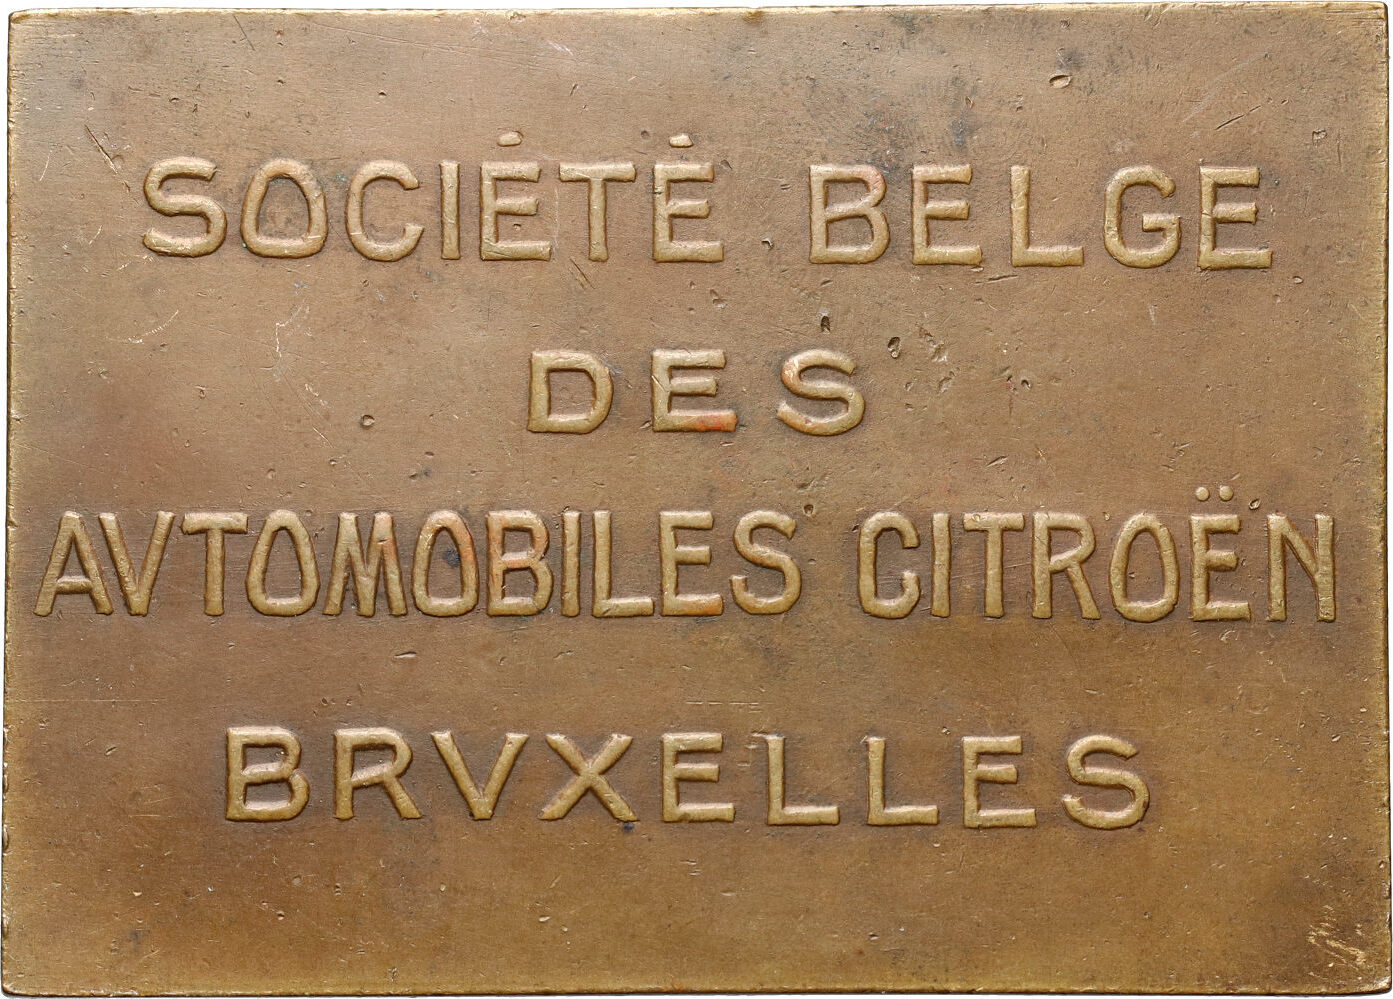 SOCIÉTÉ BELGE
DES
AVTOMOBILES CITROËN
BRVXELLES